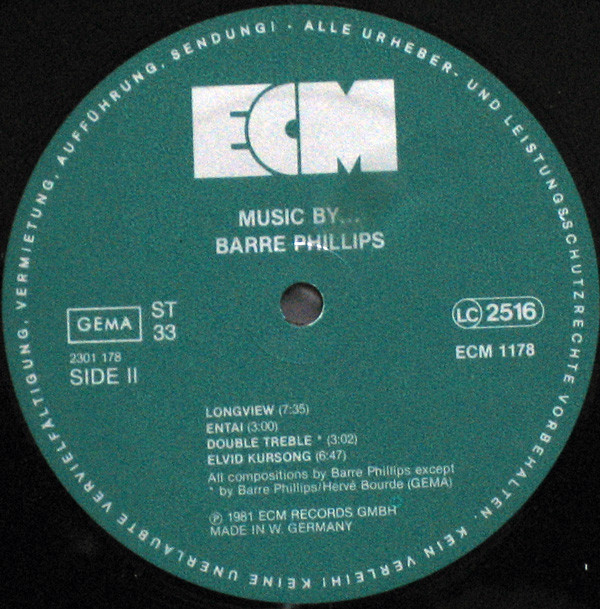 ALLE URHEBER- UND LEISTUNGSSCHUTZRECHTE VORBEHALTEN. KEIN VERLEIH! KEINE UNERLAUBTE VERVIELFÄLTIGUNG, VERMIETUNG, AUFFÜHRUNG, SENDUNG! ·
ECM
MUSIC BY...
BARRE PHILLIPS
GEMA
ST
33
LC 2516
2301 178
SIDE II
ECM 1178
LONGVIEW (7:35)
ENTAI (3:00)
DOUBLE TREBLE * (3:02)
ELVID KURSONG (6:47)
All compositions by Barre Phillips except
* by Barre Phillips/Hervé Bourde (GEMA)
Ⓟ 1981 ECM RECORDS GMBH
MADE IN W. GERMANY